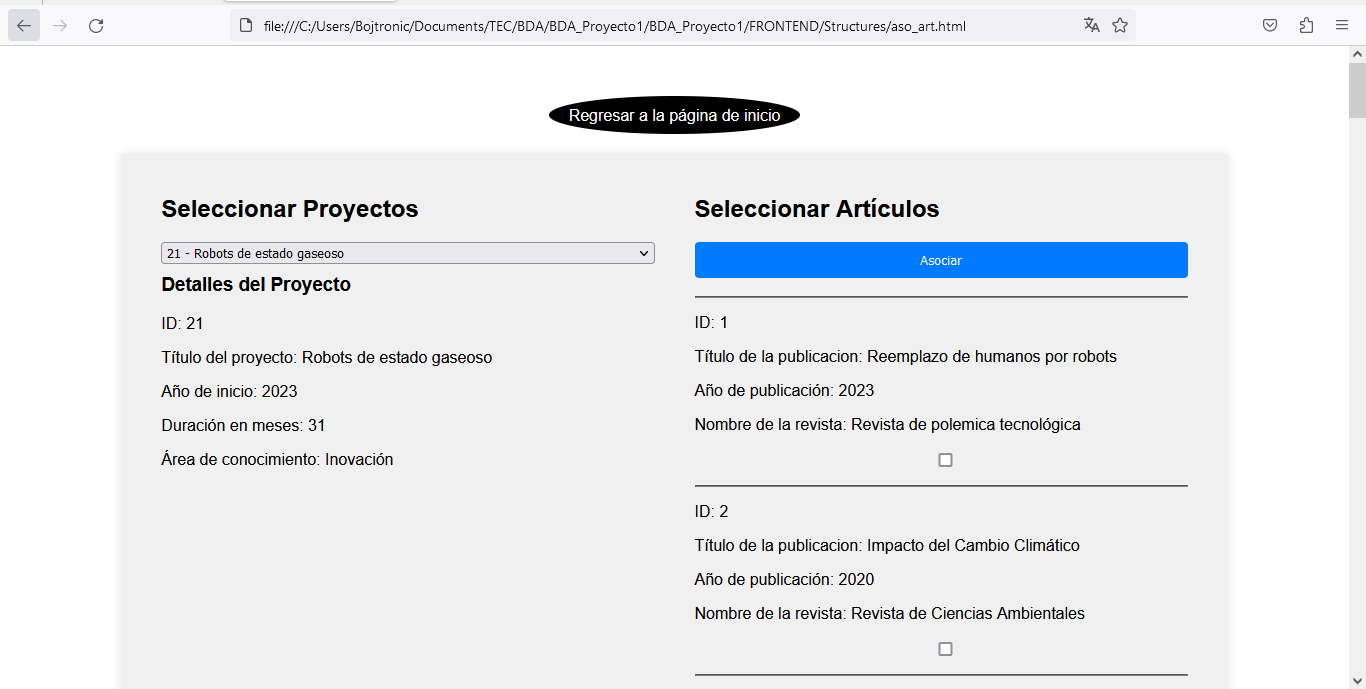 file:///C:/Users/Bojtronic/Documents/TEC/BDA/BDA_Proyecto1/BDA_Proyecto1/FRONTEND/Structures/aso_art.html
Regresar a la página de inicio
Seleccionar Proyectos
21 - Robots de estado gaseoso
Detalles del Proyecto
ID: 21
Título del proyecto: Robots de estado gaseoso
Año de inicio: 2023
Duración en meses: 31
Área de conocimiento: Inovación
Seleccionar Artículos
Asociar
ID: 1
Título de la publicacion: Reemplazo de humanos por robots
Año de publicación: 2023
Nombre de la revista: Revista de polemica tecnológica
ID: 2
Título de la publicacion: Impacto del Cambio Climático
Año de publicación: 2020
Nombre de la revista: Revista de Ciencias Ambientales